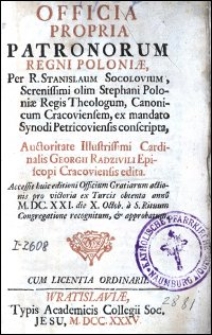 OFFICIA
PROPRIA
PATRONORUM
REGNI POLONIÆ,
Per R. STANISLAUM SOCOLOVIUM,
Serenissimi olim Stephani Polo-
niæ Regis Theologum, Canoni-
cum Cracoviensem, ex mandato
Synodi Petricoviensis conscripta,
Auctoritate Illustrissimi Cardi-
nalis GEORGII RADZIVILI Epi-
scopi Cracoviensis edita.
Accessit huic editioni Officium Gratiarum actio-
nis pro victoria ex Turcis obtenta anno
M DC. XXI. die X. Octob. à S. Rituum
Congregatione recognitum, & approbatum.
I-2608
CUM LICENTIA ORDINARII.
2881
WRATISLAVIÆ,
Typis Academicis Collegii Soc.
JESU, M. DCC. XXXV.